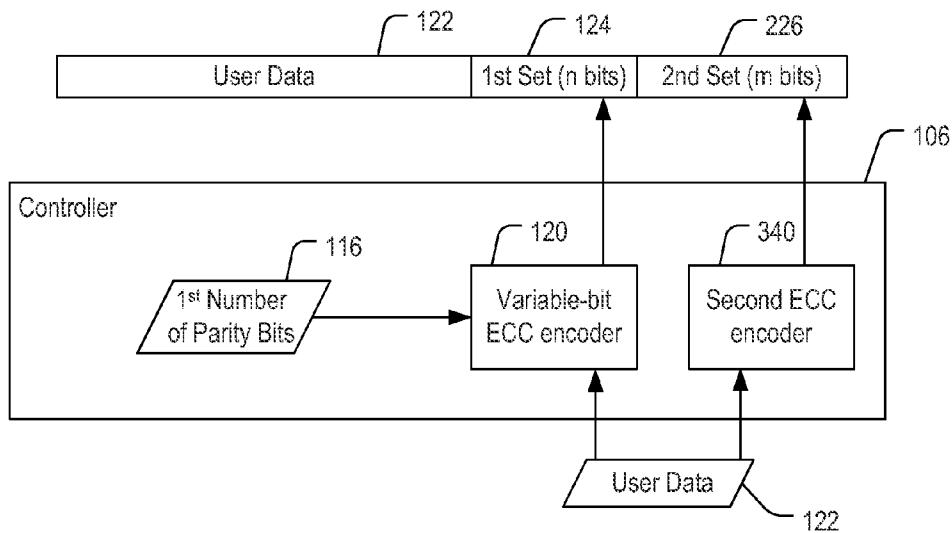 122
124
226
User Data
1st Set (n bits)
2nd Set (m bits)
106
Controller
116
120
340
1st Number
of Parity Bits
Variable-bit
ECC encoder
Second ECC
encoder
User Data
122